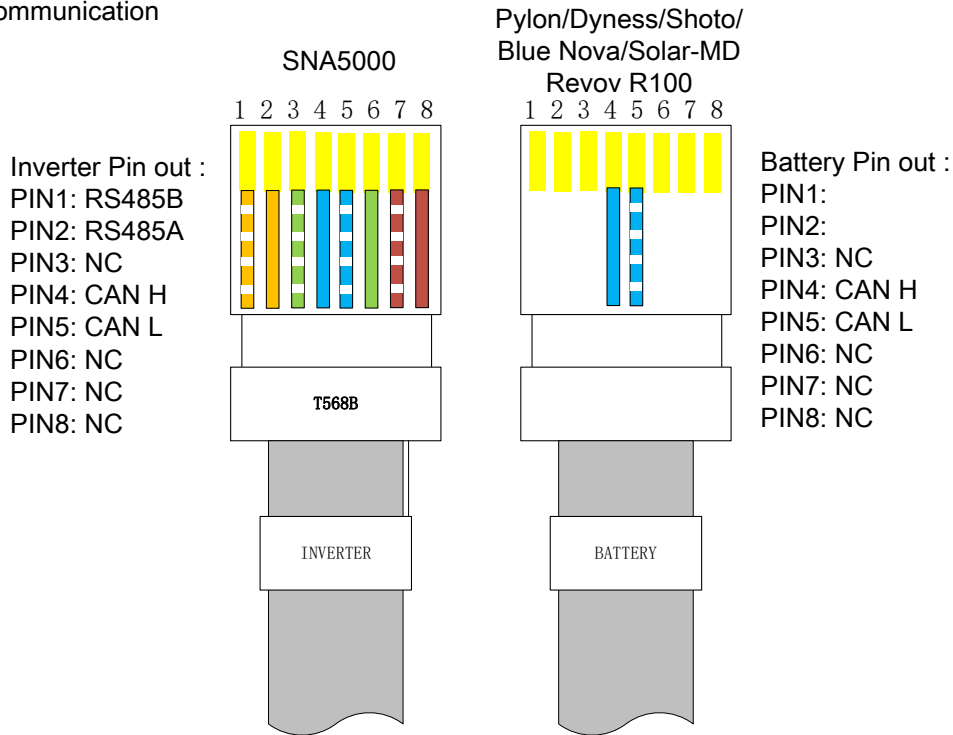 SNA5000
1 2 3 4 5 6 7 8
Inverter Pin out :
PIN1: RS485B
PIN2: RS485A
PIN3: NC
PIN4: CAN H
PIN5: CAN L
PIN6: NC
PIN7: NC
PIN8: NC
T568B
INVERTER
Pylon/Dyness/Shoto/
Blue Nova/Solar-MD
Revov R100
1 2 3 4 5 6 7 8
Battery Pin out :
PIN1:
PIN2:
PIN3: NC
PIN4: CAN H
PIN5: CAN L
PIN6: NC
PIN7: NC
PIN8: NC
BATTERY